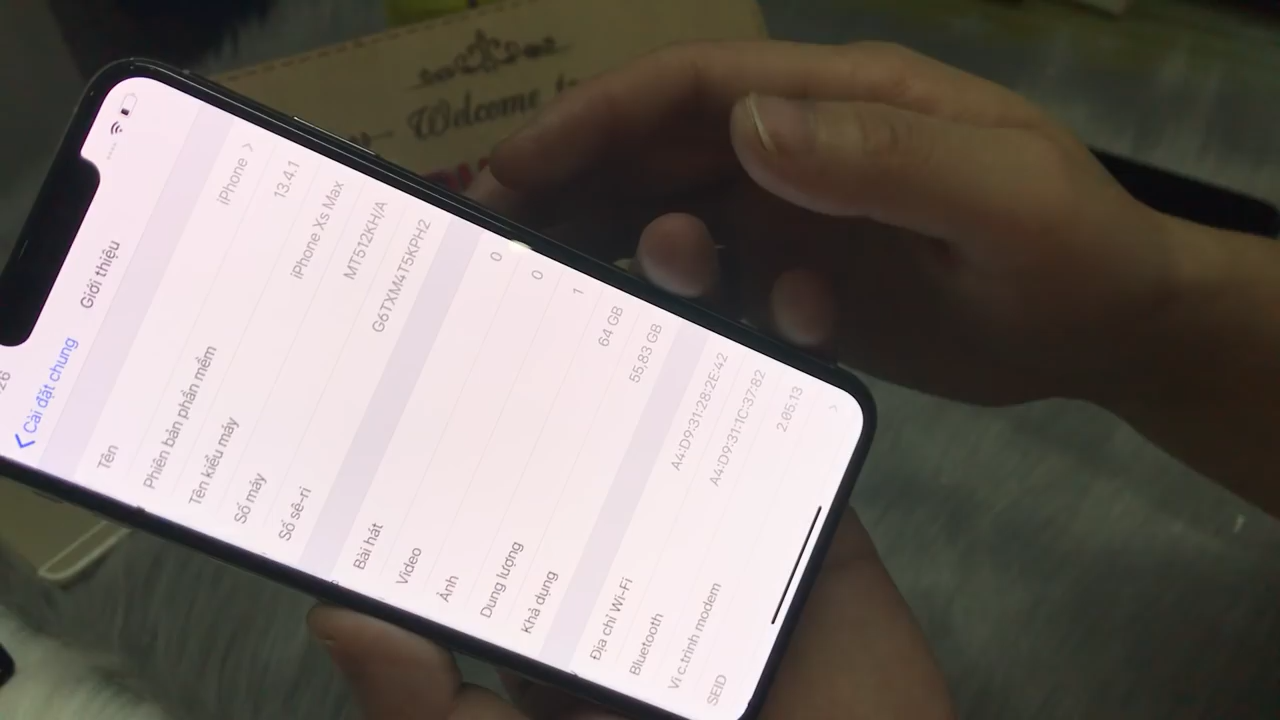 Welcome to
26
Cài đặt chung
Giới thiệu
Tên iPhone
Phiên bản phần mềm 13.4.1
Tên kiểu máy iPhone Xs Max
Số máy MT512KH/A
Số sê-ri G6TXM4T5KPH2
Bài hát 0
Video 0
Ảnh 1
Dung lượng 64 GB
Khả dụng 55,83 GB
Địa chỉ Wi-Fi A4:D9:31:28:2E:42
Bluetooth A4:D9:31:1C:37:82
Vi c.trình modem 2.05.13
SEID